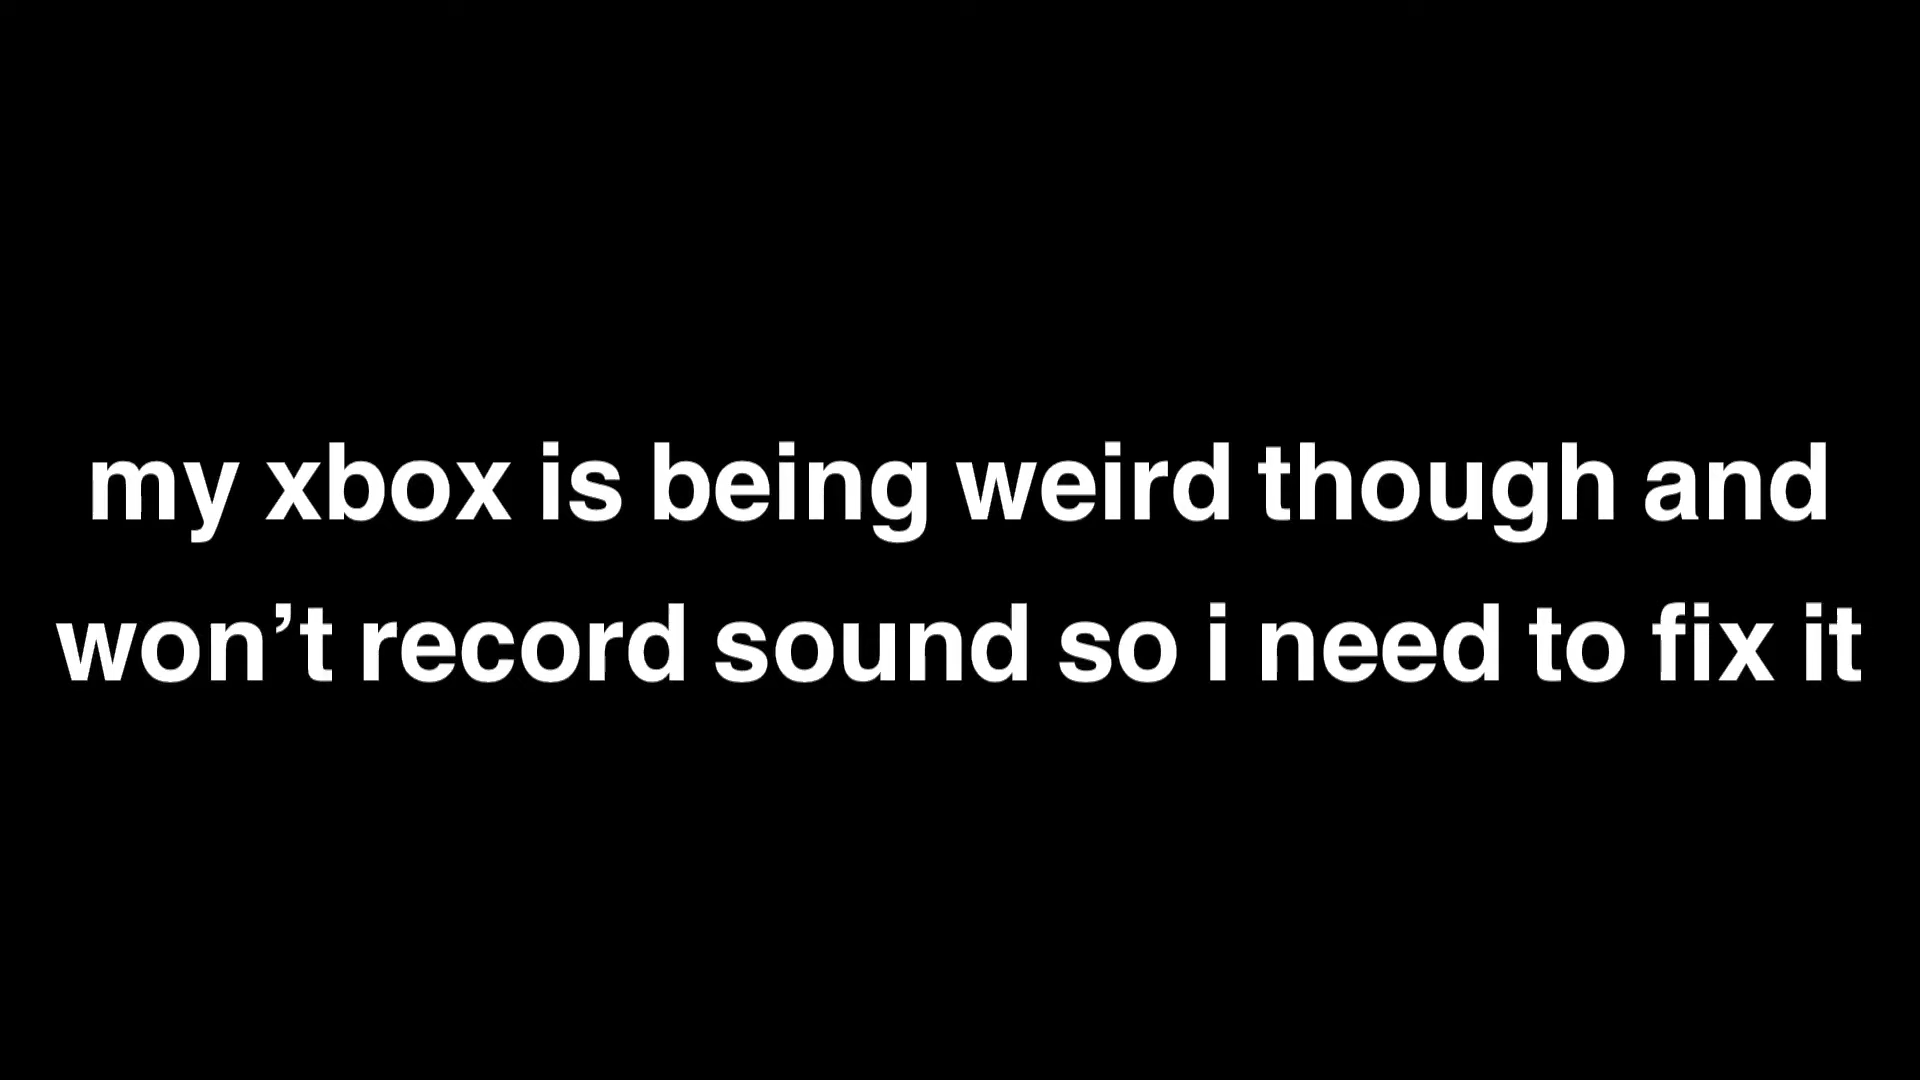 my xbox is being weird though and
won’t record sound so i need to fix it